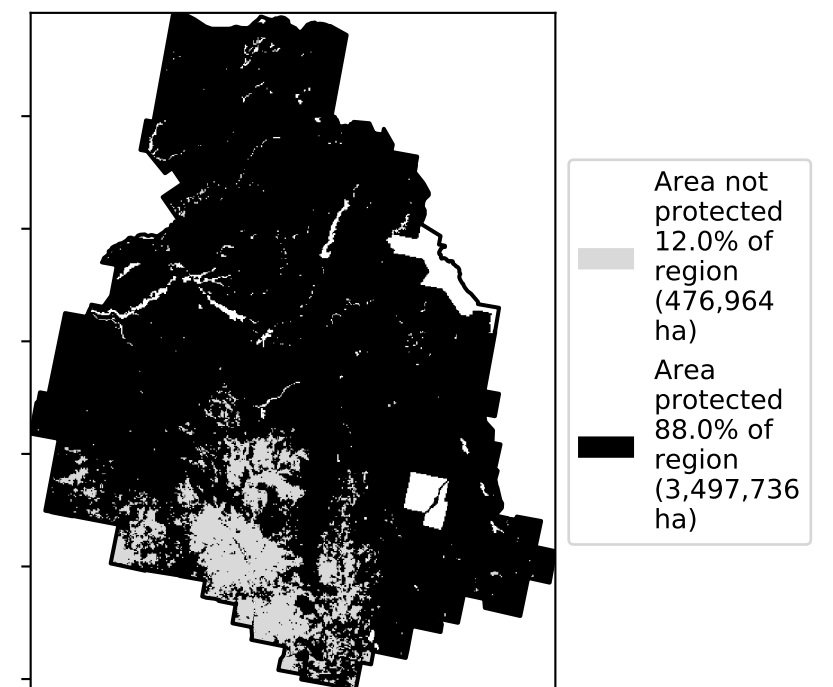 Area not
protected
12.0% of
region
(476,964
ha)
Area
protected
88.0% of
region
(3,497,736
ha)